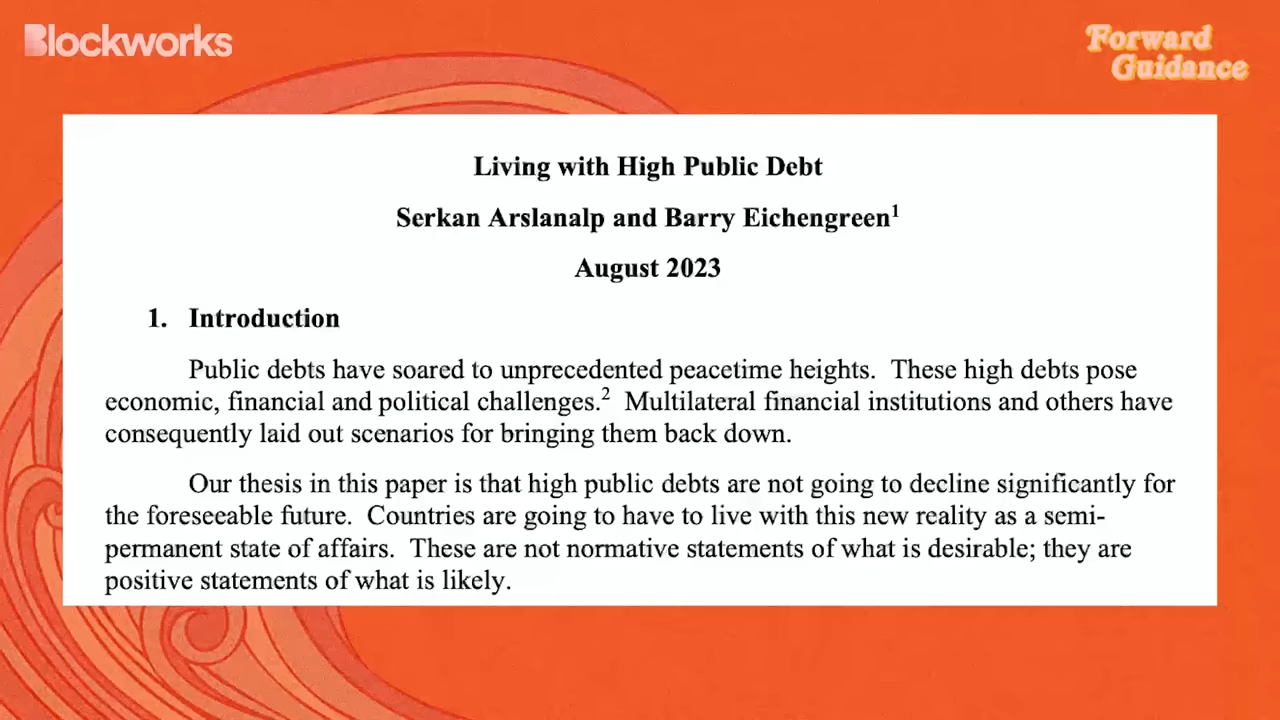 Blockworks
Forward
Guidance
Living with High Public Debt
Serkan Arslanalp and Barry Eichengreen¹
August 2023
1. Introduction
Public debts have soared to unprecedented peacetime heights. These high debts pose
economic, financial and political challenges.² Multilateral financial institutions and others have
consequently laid out scenarios for bringing them back down.
Our thesis in this paper is that high public debts are not going to decline significantly for
the foreseeable future. Countries are going to have to live with this new reality as a semi-
permanent state of affairs. These are not normative statements of what is desirable; they are
positive statements of what is likely.